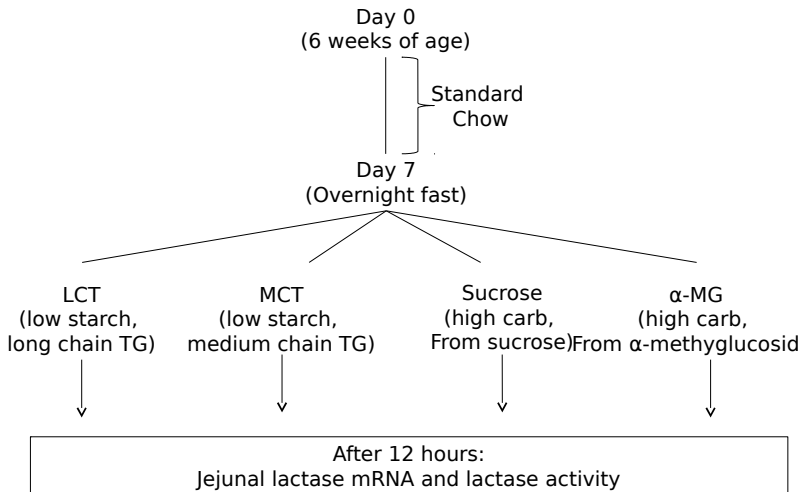 Day 0
(6 weeks of age)
Standard
Chow
Day 7
(Overnight fast)
LCT
(low starch,
long chain TG)
MCT
(low starch,
medium chain TG)
Sucrose
(high carb,
From sucrose)
α-MG
(high carb,
From α-methyglucosid
After 12 hours:
Jejunal lactase mRNA and lactase activity